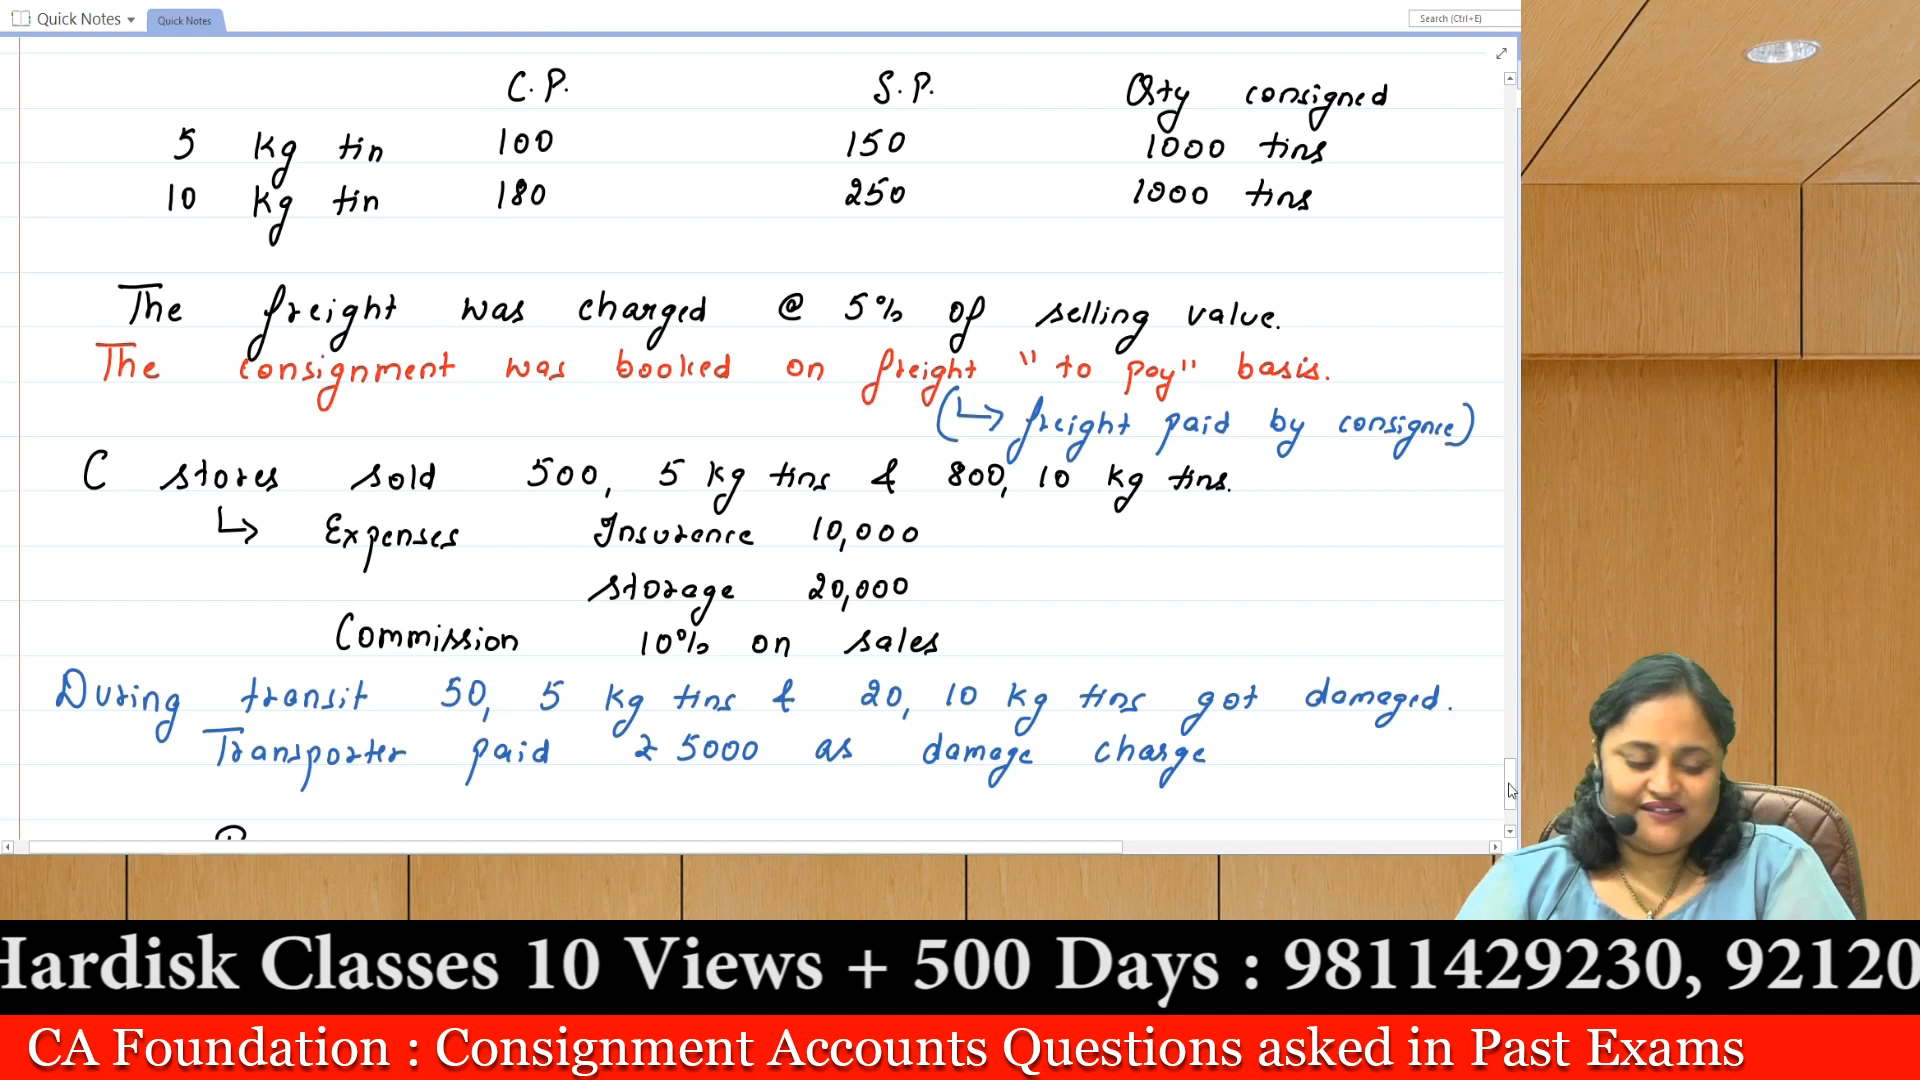 Quick Notes
Quick Notes
Search (Ctrl+E)
C.P. S.P. Qty consigned
5 kg tin 100 150 1000 tins
10 kg tin 180 250 1000 tins
The freight was charged @ 5% of selling value.
The consignment was booked on freight "to pay" basis.
(↳ freight paid by consignee)
C stores sold 500, 5 kg tins & 800, 10 kg tins.
↳ Expenses Insurance 10,000
Storage 20,000
Commission 10% on sales
During transit 50, 5 kg tins & 20, 10 kg tins got damaged.
Transporter paid ₹ 5000 as damage charge
Hardisk Classes 10 Views + 500 Days : 9811429230, 92120
CA Foundation : Consignment Accounts Questions asked in Past Exams